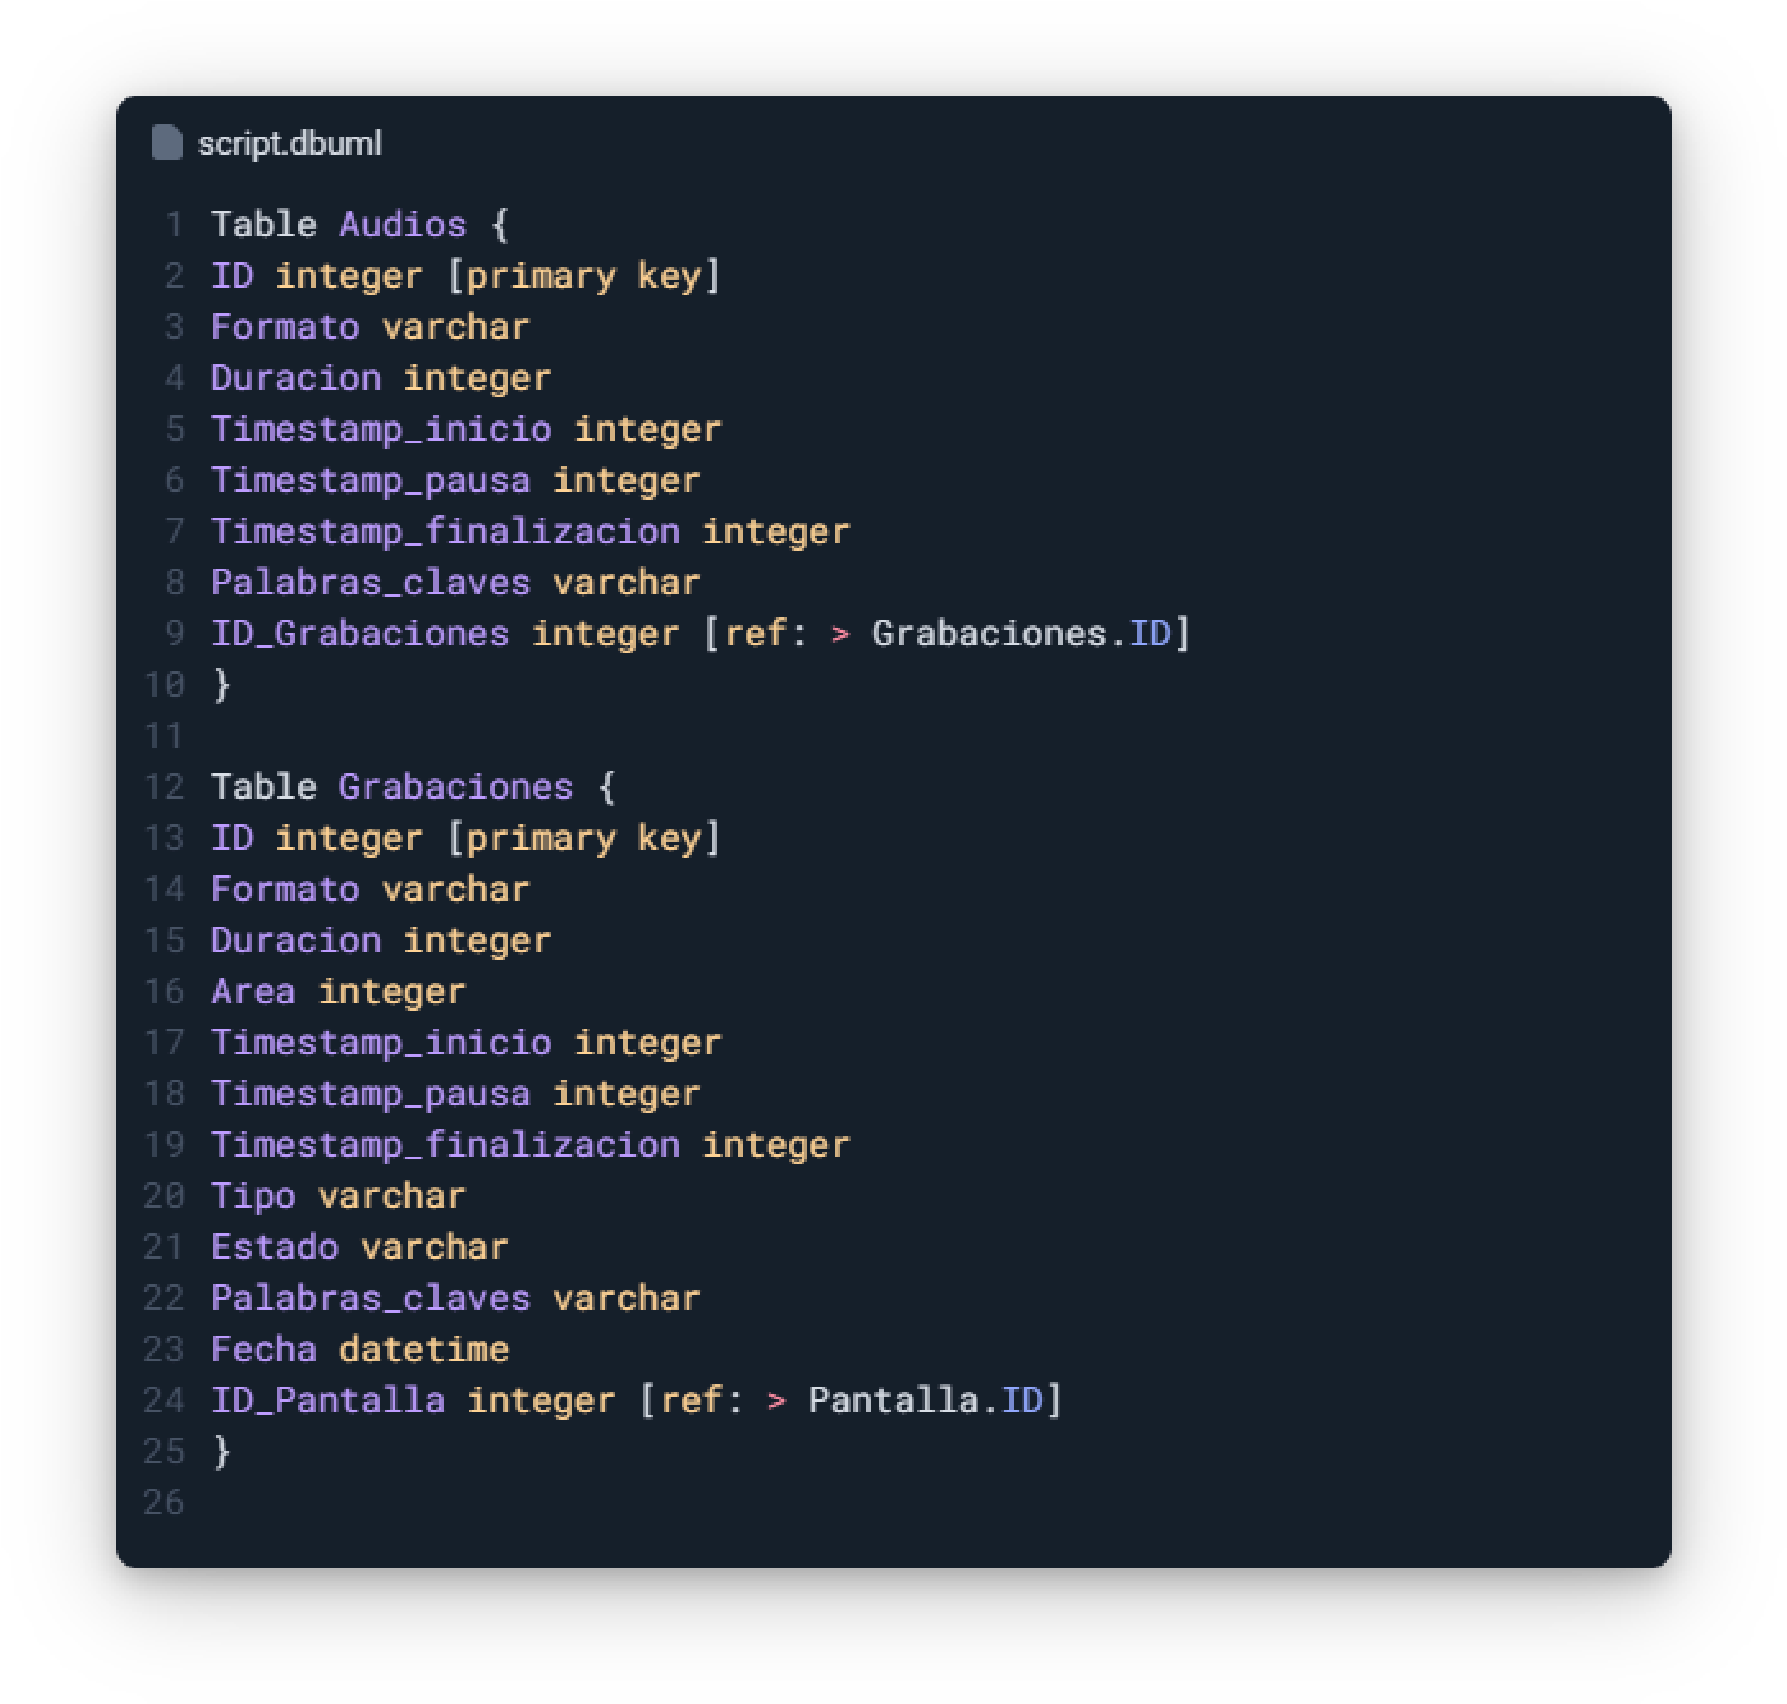 script.dbuml
1 Table Audios {
2 ID integer [primary key]
3 Formato varchar
4 Duracion integer
5 Timestamp_inicio integer
6 Timestamp_pausa integer
7 Timestamp_finalizacion integer
8 Palabras_claves varchar
9 ID_Grabaciones integer [ref: > Grabaciones.ID]
10 }
11
12 Table Grabaciones {
13 ID integer [primary key]
14 Formato varchar
15 Duracion integer
16 Area integer
17 Timestamp_inicio integer
18 Timestamp_pausa integer
19 Timestamp_finalizacion integer
20 Tipo varchar
21 Estado varchar
22 Palabras_claves varchar
23 Fecha datetime
24 ID_Pantalla integer [ref: > Pantalla.ID]
25 }
26